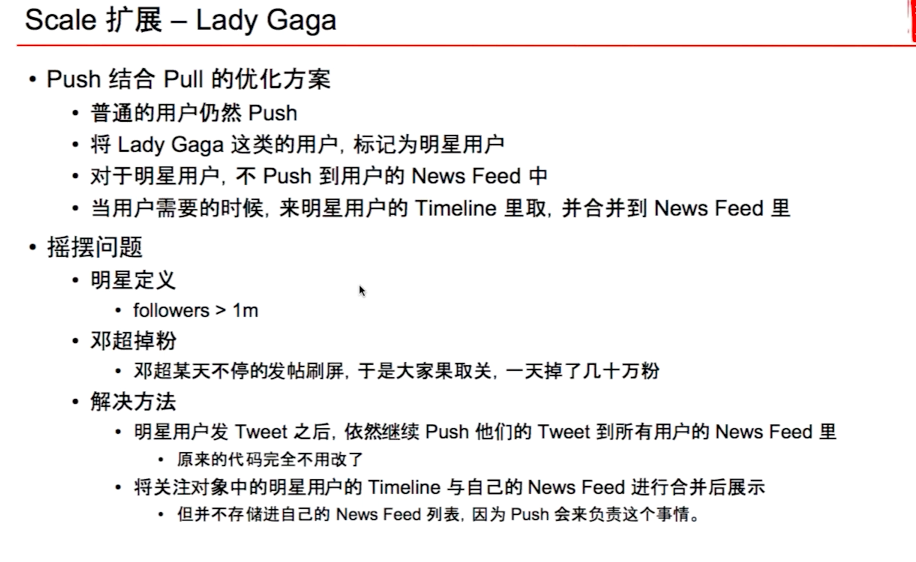 Scale 扩展 – Lady Gaga
• Push 结合 Pull 的优化方案
• 普通的用户仍然 Push
• 将 Lady Gaga 这类的用户, 标记为明星用户
• 对于明星用户, 不 Push 到用户的 News Feed 中
• 当用户需要的时候, 来明星用户的 Timeline 里取, 并合并到 News Feed 里
• 摇摆问题
• 明星定义
• followers > 1m
• 邓超掉粉
• 邓超某天不停的发帖刷屏, 于是大家果取关, 一天掉了几十万粉
• 解决方法
• 明星用户发 Tweet 之后, 依然继续 Push 他们的 Tweet 到所有用户的 News Feed 里
• 原来的代码完全不用改了
• 将关注对象中的明星用户的 Timeline 与自己的 News Feed 进行合并后展示
• 但并不存储进自己的 News Feed 列表, 因为 Push 会来负责这个事情。